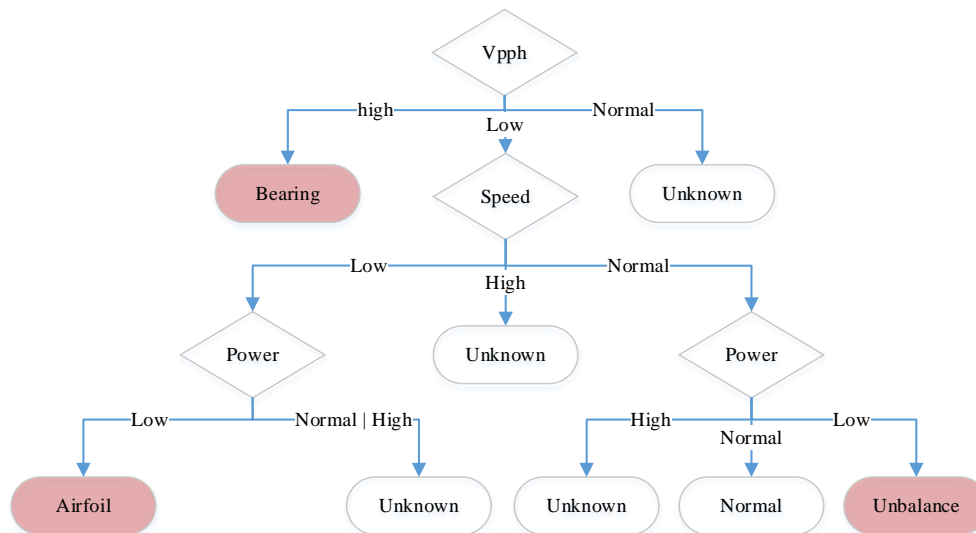 Vpph
high
Normal
Low
Bearing
Speed
Unknown
Low
Normal
High
Power
Unknown
Power
Low
Normal | High
High
Low
Normal
Airfoil
Unknown
Unknown
Normal
Unbalance